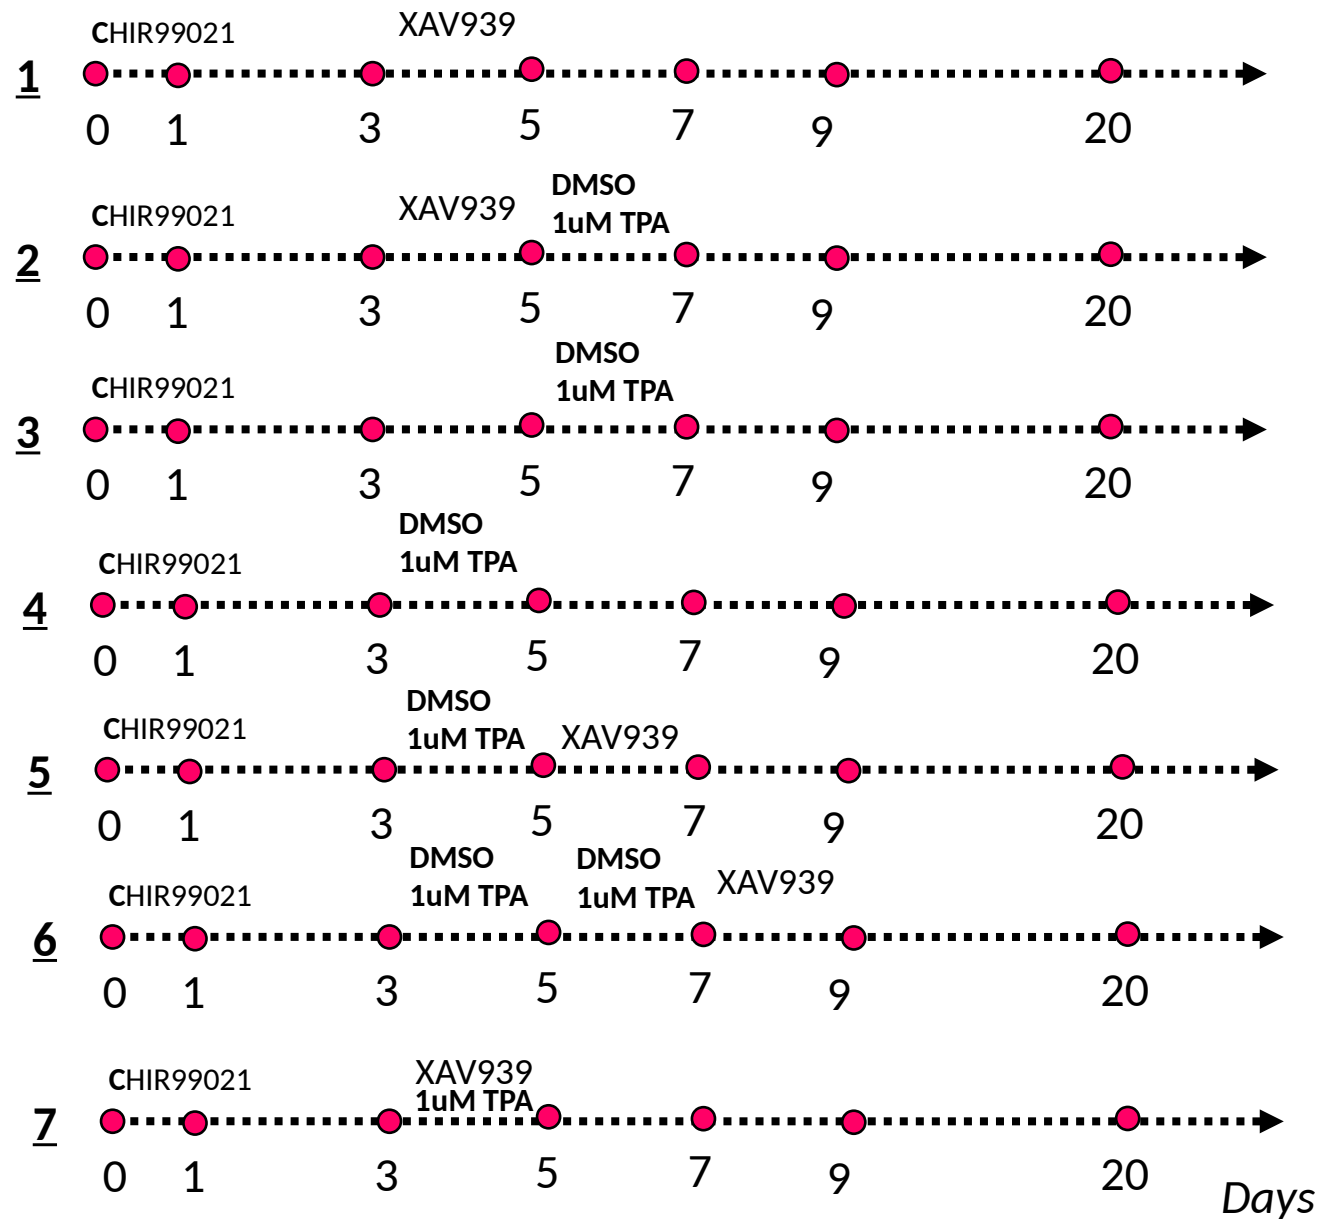 CHIR99021 XAV939
1
0 1 3 5 7 9 20
DMSO
CHIR99021 XAV939 1uM TPA
2
0 1 3 5 7 9 20
DMSO
CHIR99021 1uM TPA
3
0 1 3 5 7 9 20
DMSO
CHIR99021 1uM TPA
4
0 1 3 5 7 9 20
DMSO
CHIR99021 1uM TPA XAV939
5
0 1 3 5 7 9 20
DMSO DMSO
CHIR99021 1uM TPA 1uM TPA XAV939
6
0 1 3 5 7 9 20
CHIR99021 XAV939
1uM TPA
7
0 1 3 5 7 9 20
Days